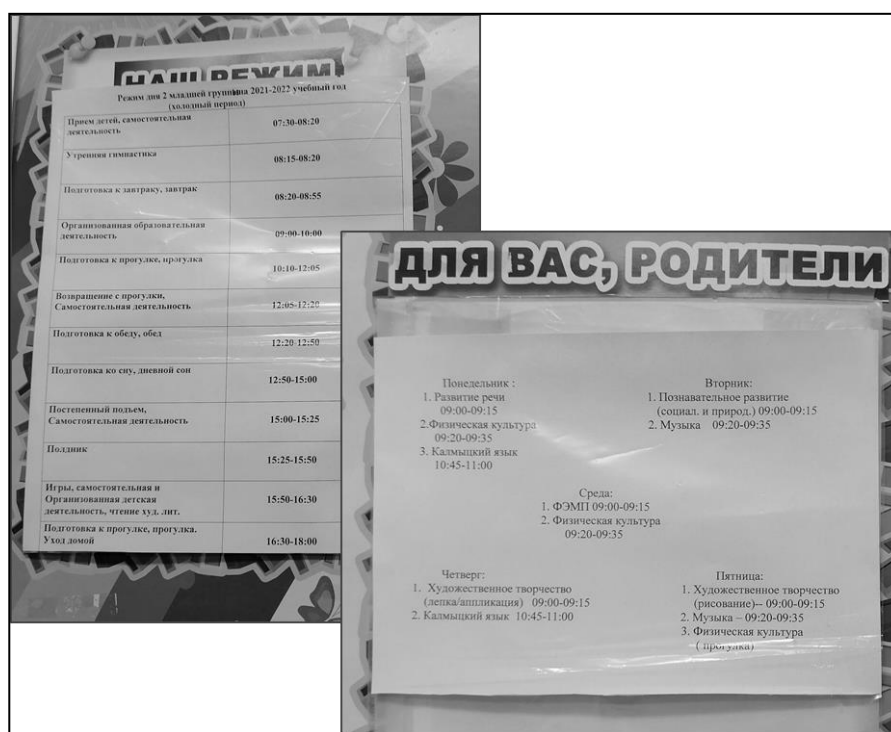 НАШ РЕЖИМ
Режим дня 2 младшей группы на 2021-2022 учебный год
(холодный период)
Прием детей, самостоятельная
деятельность
07:30-08:20
Утренняя гимнастика
08:15-08:20
Подготовка к завтраку, завтрак
08:20-08:55
Организованная образовательная
деятельность
09:00-10:00
Подготовка к прогулке, прогулка
10:10-12:05
Возвращение с прогулки,
Самостоятельная деятельность
12:05-12:20
Подготовка к обеду, обед
12:20-12:50
Подготовка ко сну, дневной сон
12:50-15:00
Постепенный подъем,
Самостоятельная деятельность
15:00-15:25
Полдник
15:25-15:50
Игры, самостоятельная и
Организованная детская
деятельность, чтение худ. лит.
15:50-16:30
Подготовка к прогулке, прогулка.
Уход домой
16:30-18:00
ДЛЯ ВАС, РОДИТЕЛИ
Понедельник :
1. Развитие речи
09:00-09:15
2.Физическая культура
09:20-09:35
3. Калмыцкий язык
10:45-11:00
Вторник:
1. Познавательное развитие
(социал. и природ.) 09:00-09:15
2. Музыка 09:20-09:35
Среда:
1. ФЭМП 09:00-09:15
2. Физическая культура
09:20-09:35
Четверг:
1. Художественное творчество
(лепка/аппликация) 09:00-09:15
2. Калмыцкий язык 10:45-11:00
Пятница:
1. Художественное творчество
(рисование)-- 09:00-09:15
2. Музыка – 09:20-09:35
3. Физическая культура
( прогулка)